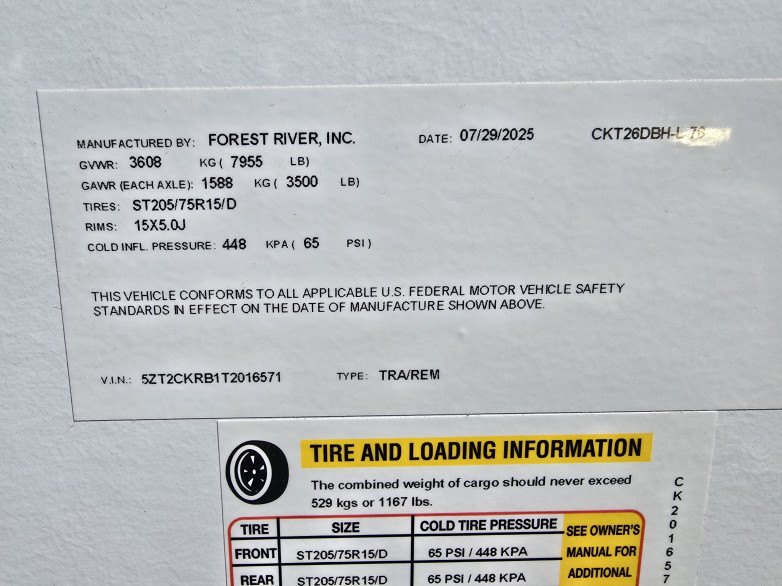 MANUFACTURED BY: FOREST RIVER, INC. DATE: 07/29/2025 CKT26DBH-L 76
GVWR: 3608 KG ( 7955 LB)
GAWR (EACH AXLE): 1588 KG ( 3500 LB)
TIRES: ST205/75R15/D
RIMS: 15X5.0J
COLD INFL. PRESSURE: 448 KPA ( 65 PSI )
THIS VEHICLE CONFORMS TO ALL APPLICABLE U.S. FEDERAL MOTOR VEHICLE SAFETY
STANDARDS IN EFFECT ON THE DATE OF MANUFACTURE SHOWN ABOVE.
V.I.N.: 5ZT2CKRB1T2016571 TYPE: TRA/REM
TIRE AND LOADING INFORMATION
The combined weight of cargo should never exceed
529 kgs or 1167 lbs.
TIRE SIZE COLD TIRE PRESSURE SEE OWNER'S
FRONT ST205/75R15/D 65 PSI / 448 KPA MANUAL FOR
REAR ST205/75R15/D 65 PSI / 448 KPA ADDITIONAL
CK201657